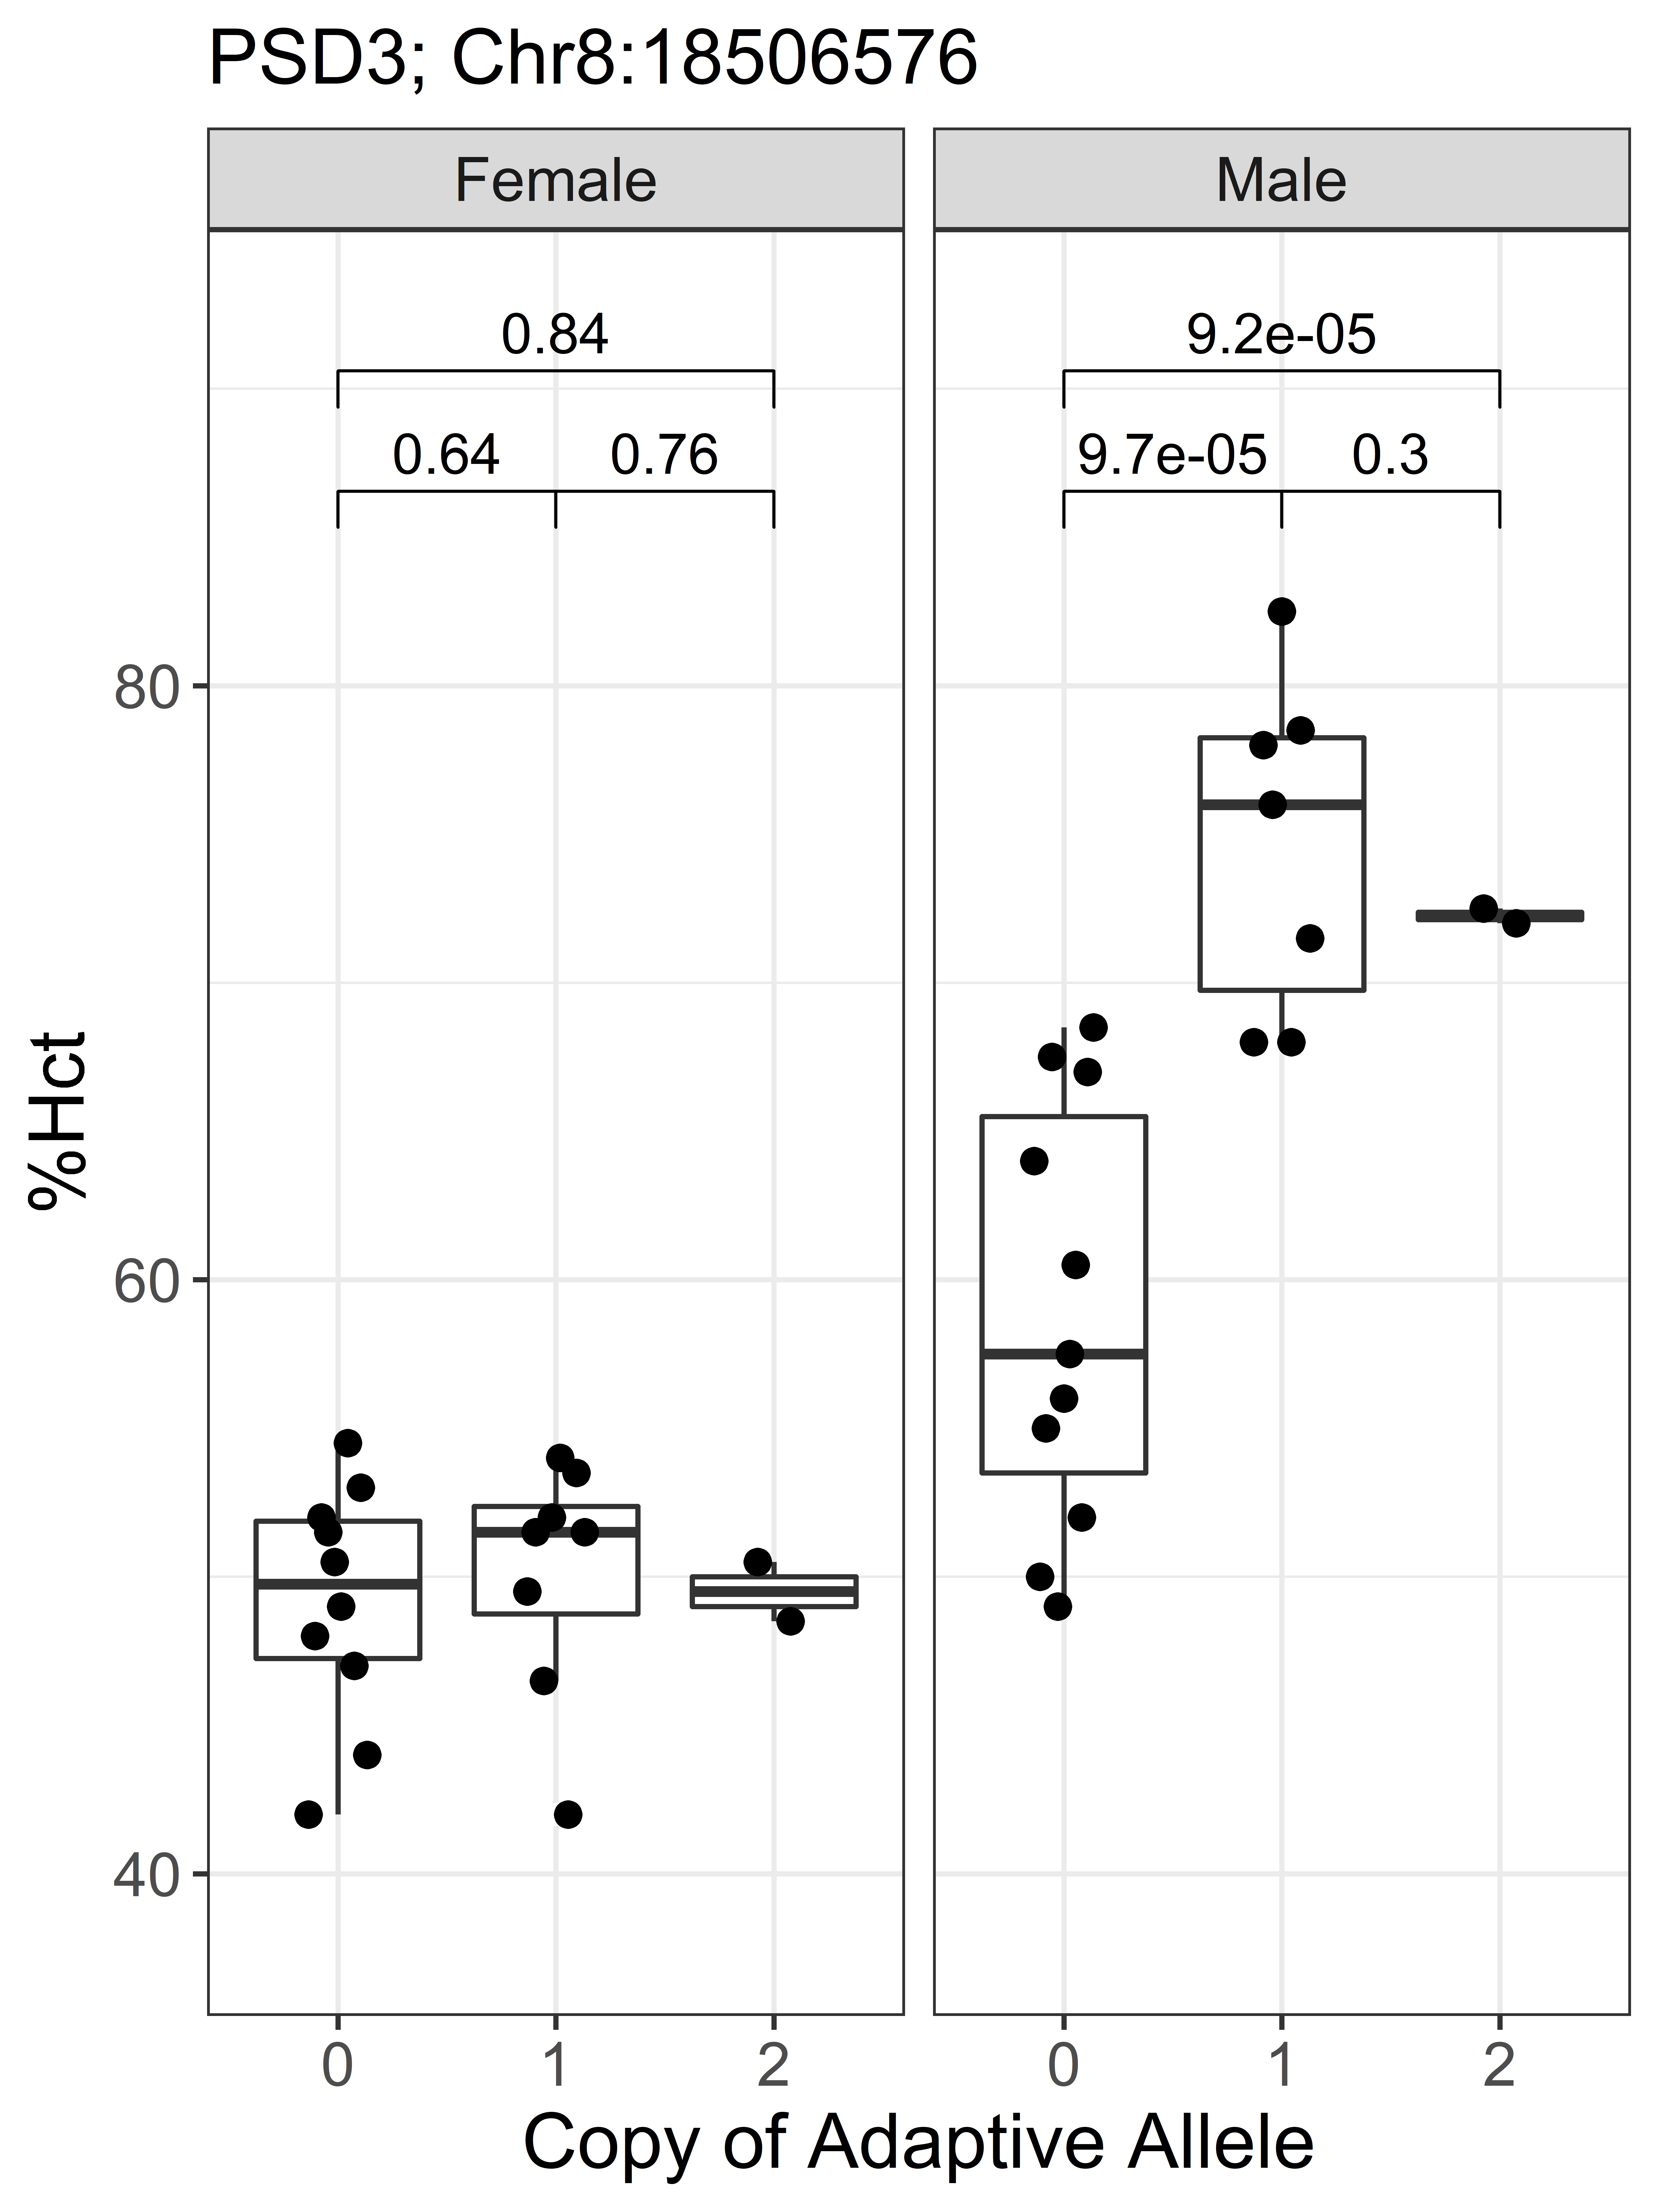 PSD3; Chr8:18506576
Female Male
0.84 9.2e-05
0.64 0.76 9.7e-05 0.3
80
%Hct
60
40
0 1 2 0 1 2
Copy of Adaptive Allele